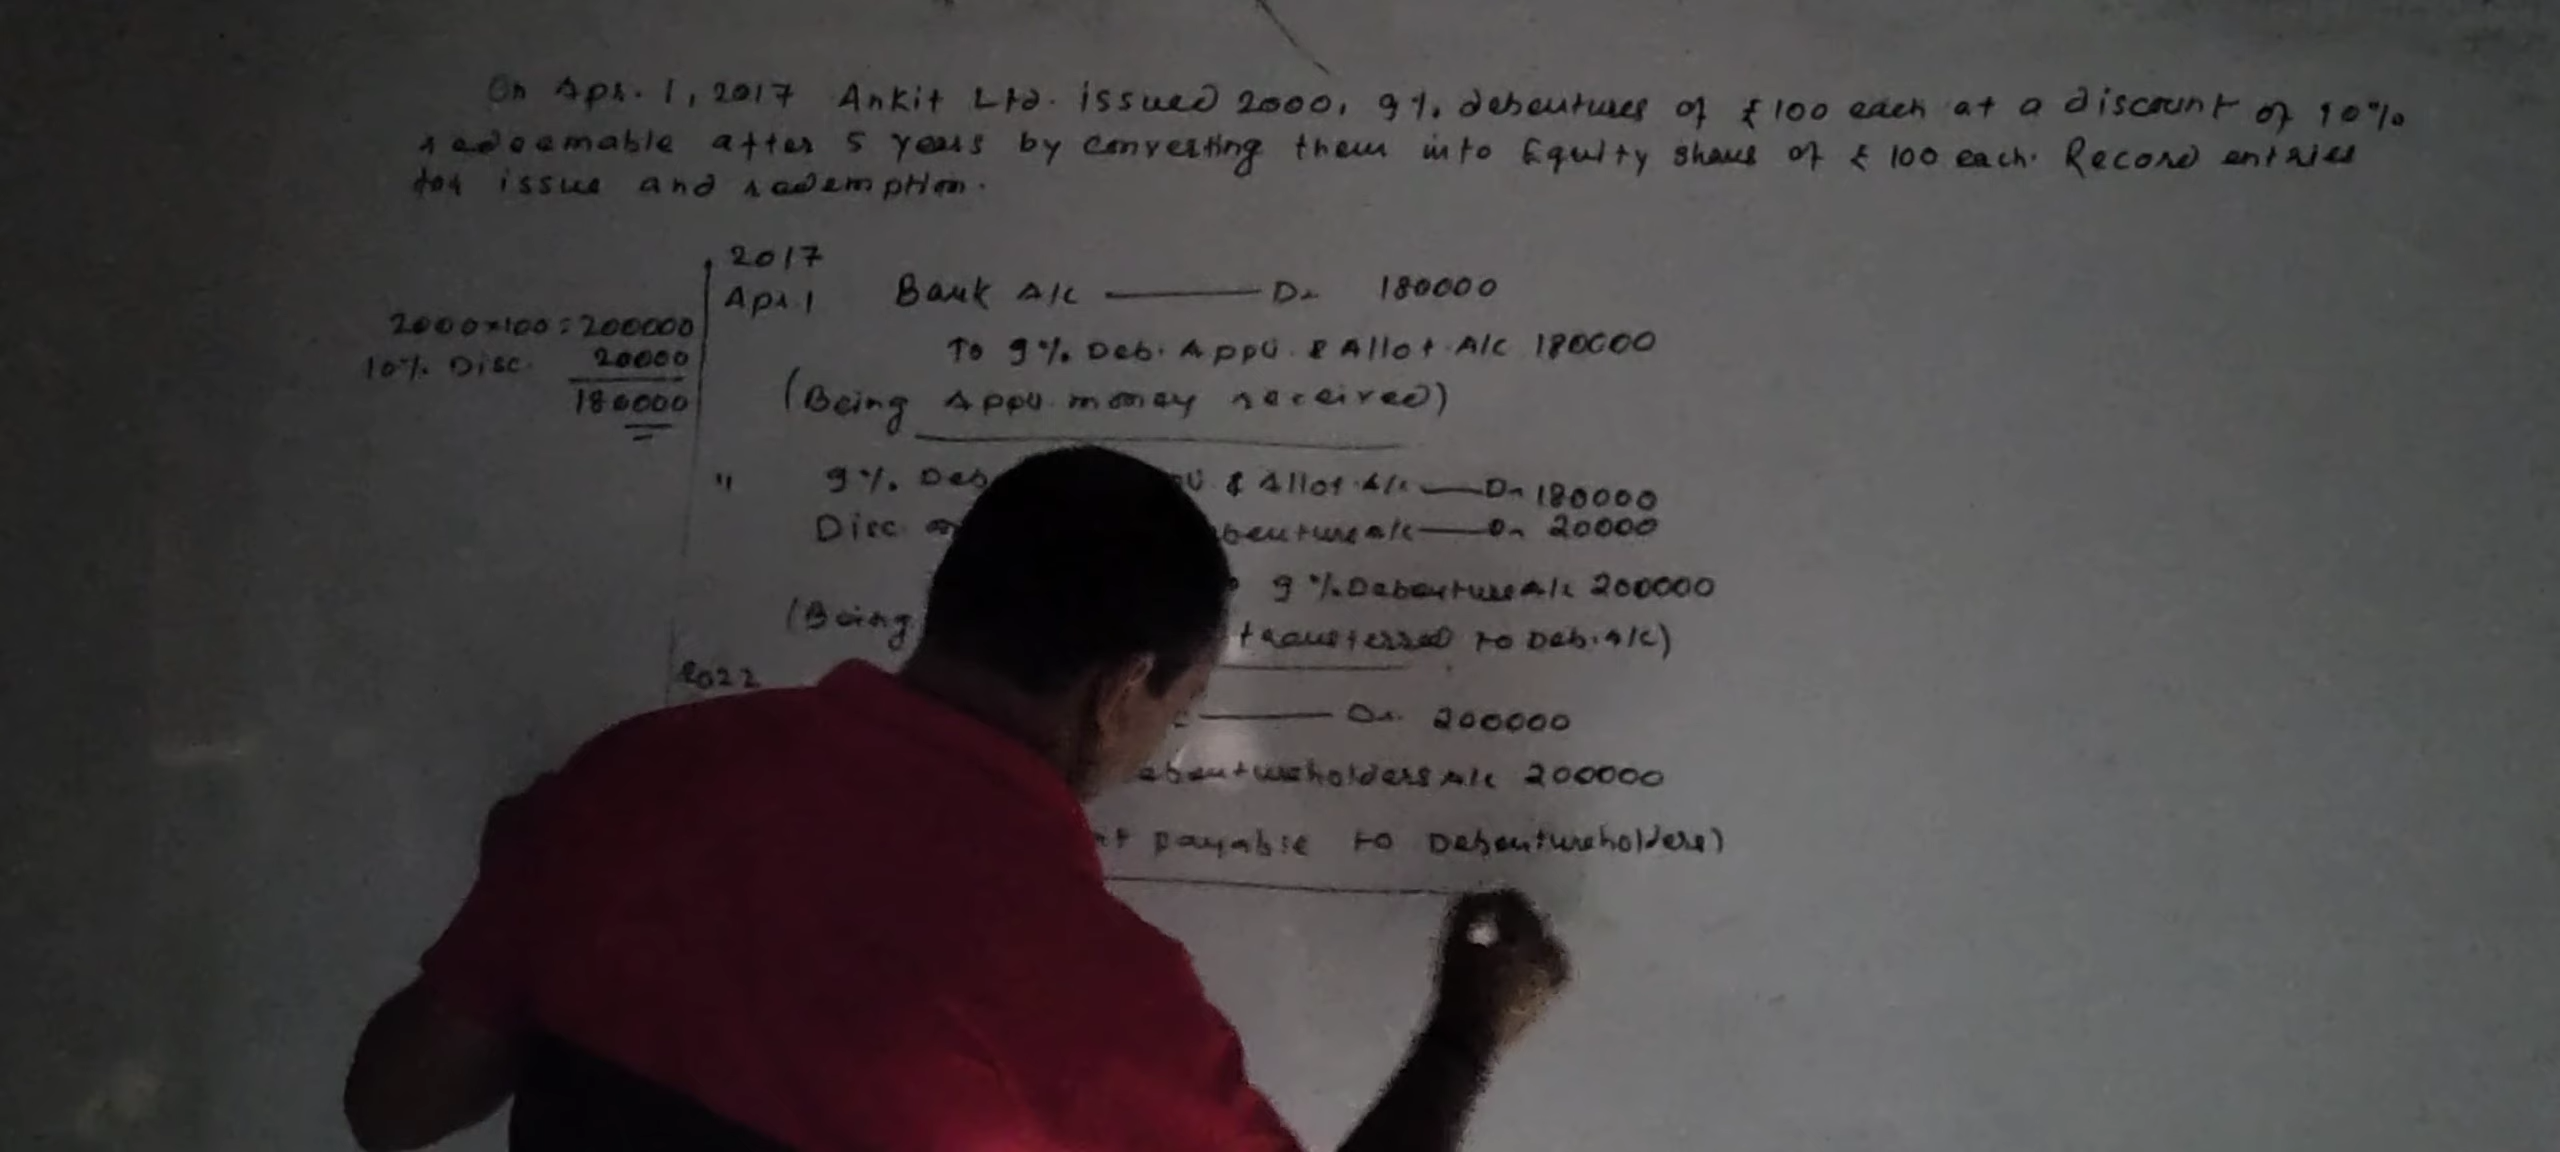 On Apr. 1, 2017 Ankit Ltd. issued 2000, 9% debentures of ₹ 100 each at a discount of 10%
redeemable after 5 years by converting them into Equity shares of ₹ 100 each. Record entries
for issue and redemption.
2017
Apr. 1 Bank A/c ——— Dr 180000
2000×100 = 200000
To 9% Deb. Appli. & Allot. A/c 180000
10% Disc. 20000
180000
(Being Appli. money received)
" 9% Deb & Allot. A/c — Dr 180000
Disc. A/c — Dr 20000
9% Debenture A/c 200000
(Being transferred to Deb. A/c)
2022
——— Dr. 200000
Debentureholders A/c 200000
payable to Debentureholders)